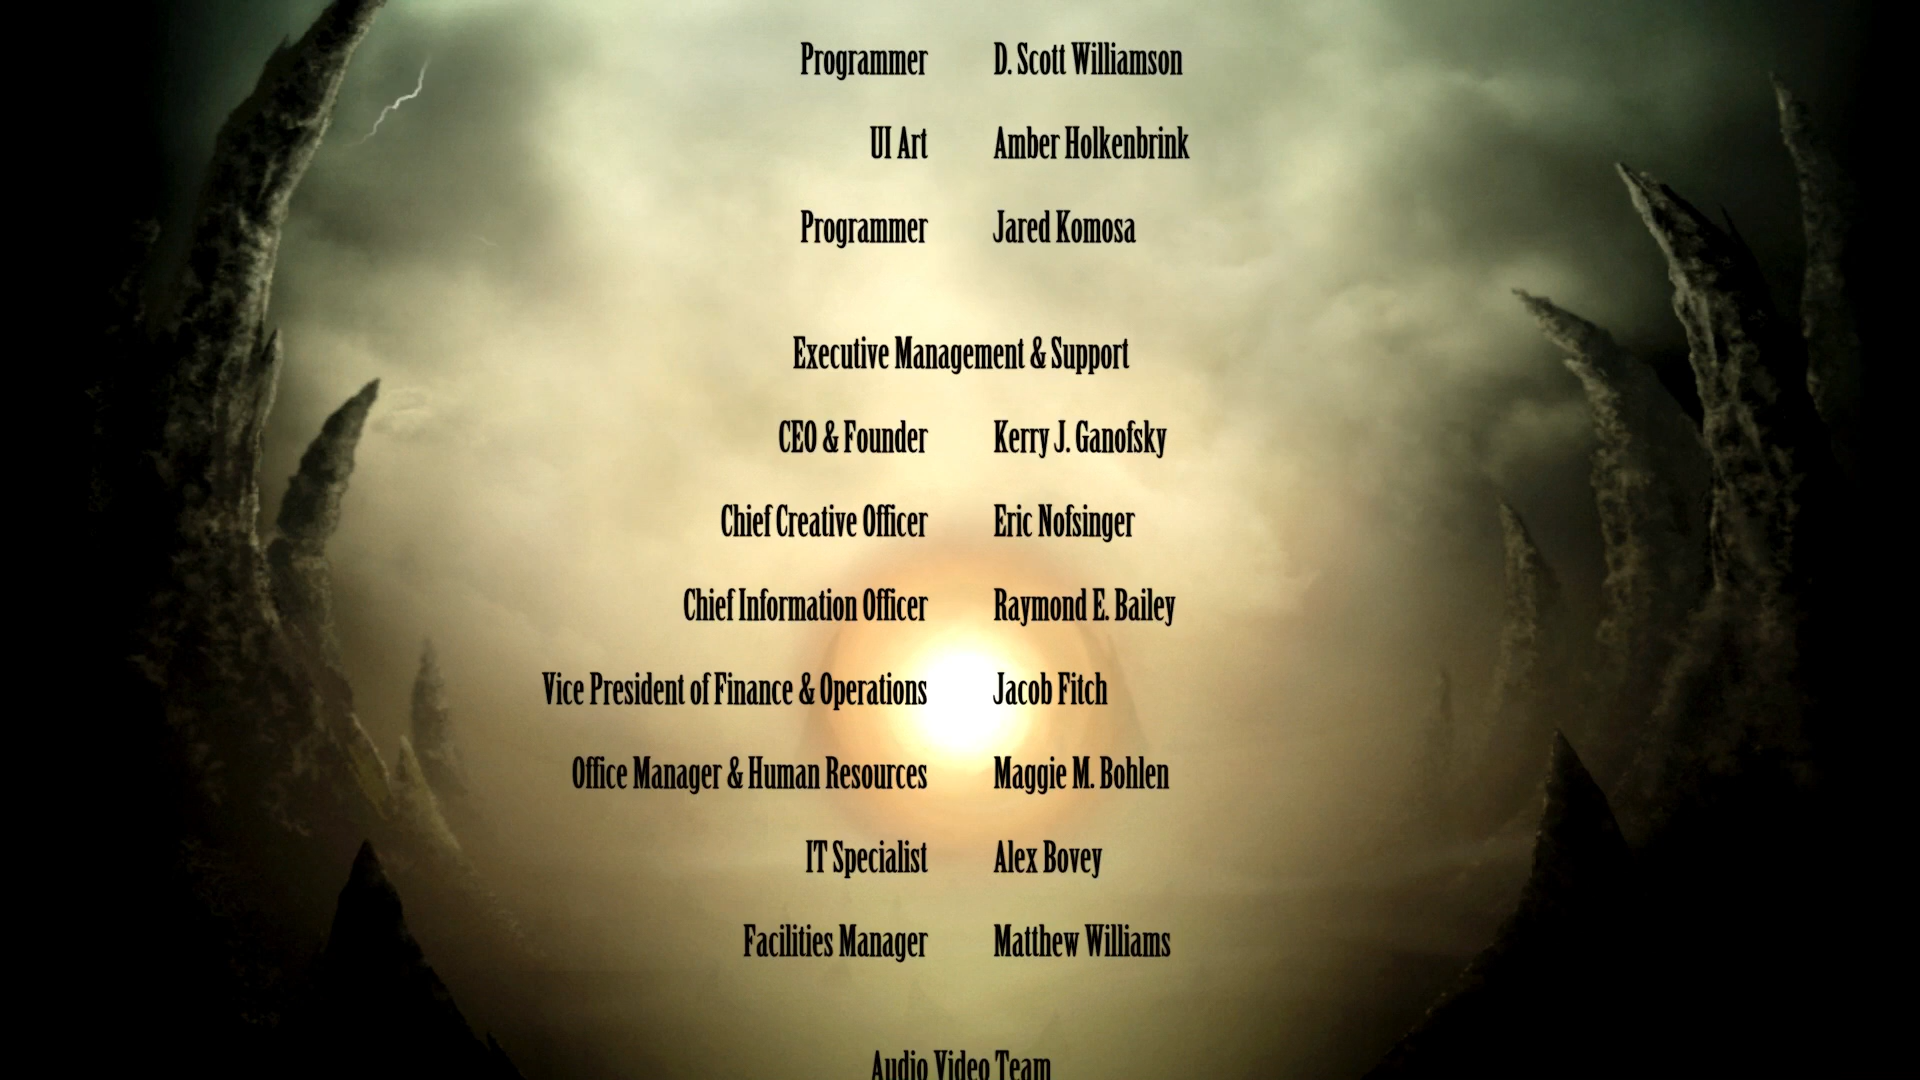 Programmer D. Scott Williamson
UI Art Amber Holkenbrink
Programmer Jared Komosa
Executive Management & Support
CEO & Founder Kerry J. Ganofsky
Chief Creative Officer Eric Nofsinger
Chief Information Officer Raymond E. Bailey
Vice President of Finance & Operations Jacob Fitch
Office Manager & Human Resources Maggie M. Bohlen
IT Specialist Alex Bovey
Facilities Manager Matthew Williams
Audio Video Team